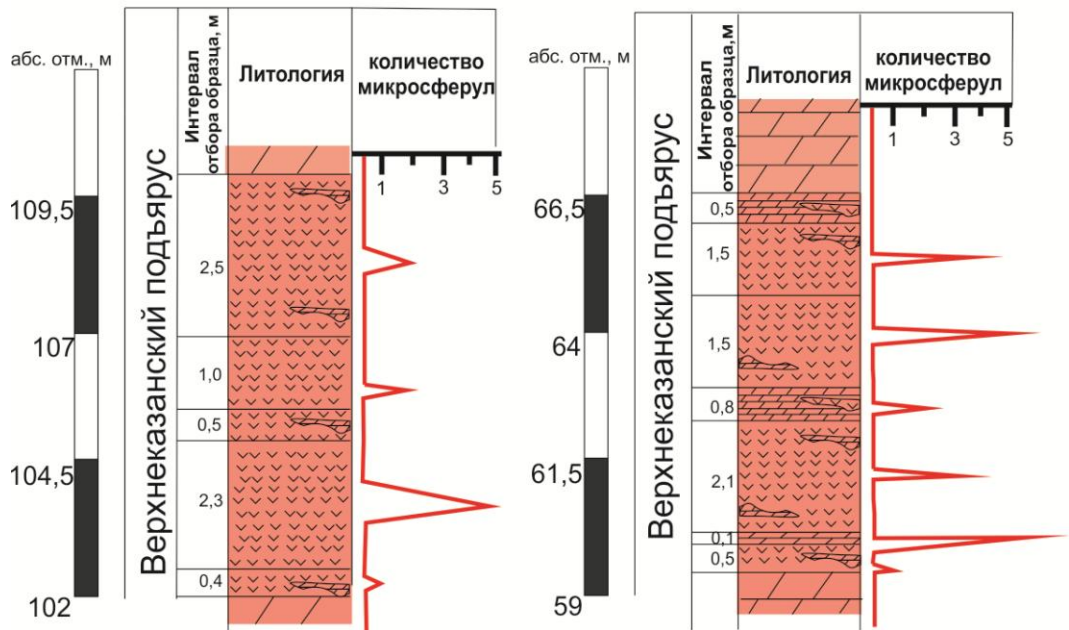 абс. отм., м
109,5
107
104,5
102
Верхнеказанский подъярус
Интервал
отбора образца, м
2,5
1,0
0,5
2,3
0,4
Литология
количество
микросферул
1 3 5
абс. отм., м
66,5
64
61,5
59
Верхнеказанский подъярус
Интервал
отбора образца,м
0,5
1,5
1,5
0,8
2,1
0,1
0,5
Литология
количество
микросферул
1 3 5